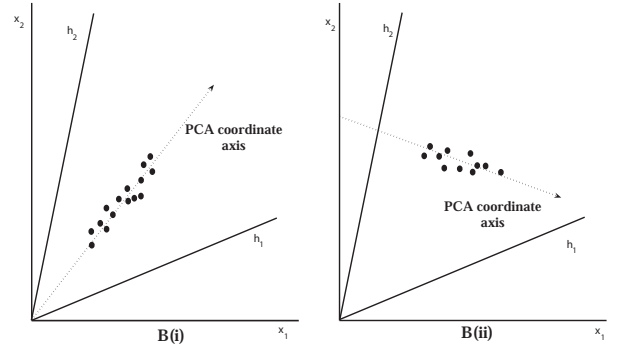 x2
h2
PCA coordinate
axis
h1
B(i)
x1
x2
h2
PCA coordinate
axis
h1
B(ii)
x1